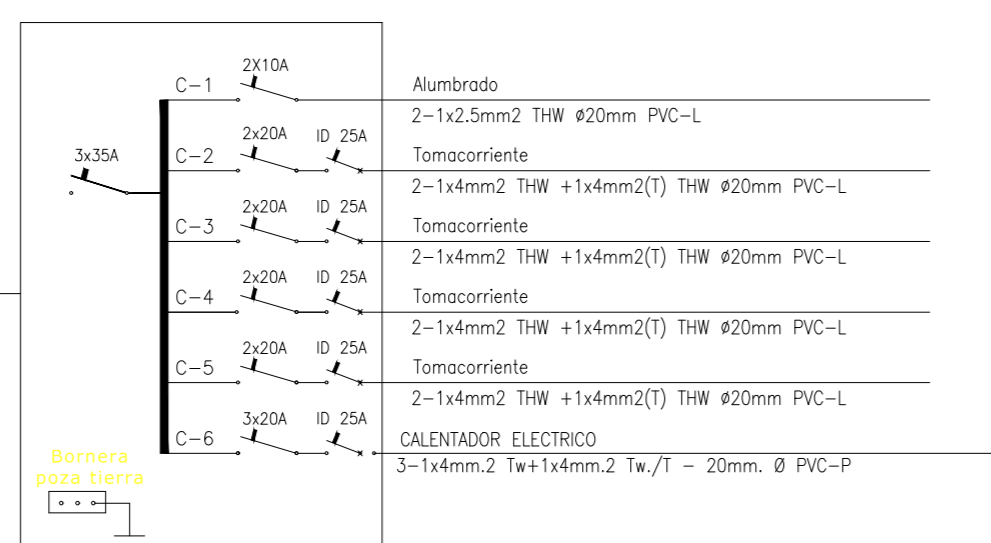 2X10A
C-1
Alumbrado
2-1x2.5mm2 THW ø20mm PVC-L
3x35A
2x20A ID 25A
C-2
Tomacorriente
2-1x4mm2 THW +1x4mm2(T) THW ø20mm PVC-L
2x20A ID 25A
C-3
Tomacorriente
2-1x4mm2 THW +1x4mm2(T) THW ø20mm PVC-L
2x20A ID 25A
C-4
Tomacorriente
2-1x4mm2 THW +1x4mm2(T) THW ø20mm PVC-L
2x20A ID 25A
C-5
Tomacorriente
2-1x4mm2 THW +1x4mm2(T) THW ø20mm PVC-L
3x20A ID 25A
C-6
CALENTADOR ELECTRICO
3-1x4mm.2 Tw+1x4mm.2 Tw./T - 20mm. Ø PVC-P
Bornera
poza tierra